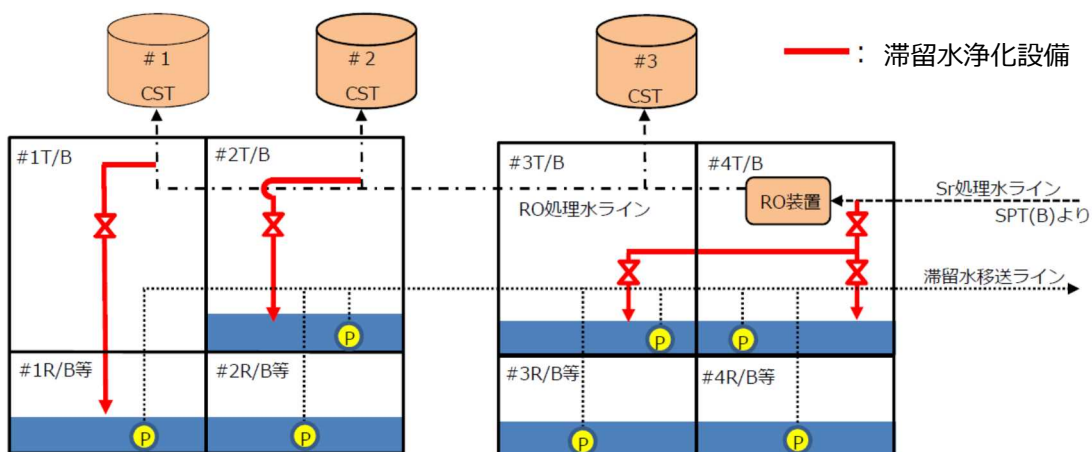 #1
CST
#2
CST
#3
CST
: 滞留水浄化設備
#1T/B
#2T/B
#3T/B
#4T/B
RO処理水ライン
RO装置
Sr処理水ライン
SPT(B)より
滞留水移送ライン
P
P
P
#1R/B等
#2R/B等
#3R/B等
#4R/B等
P
P
P
P